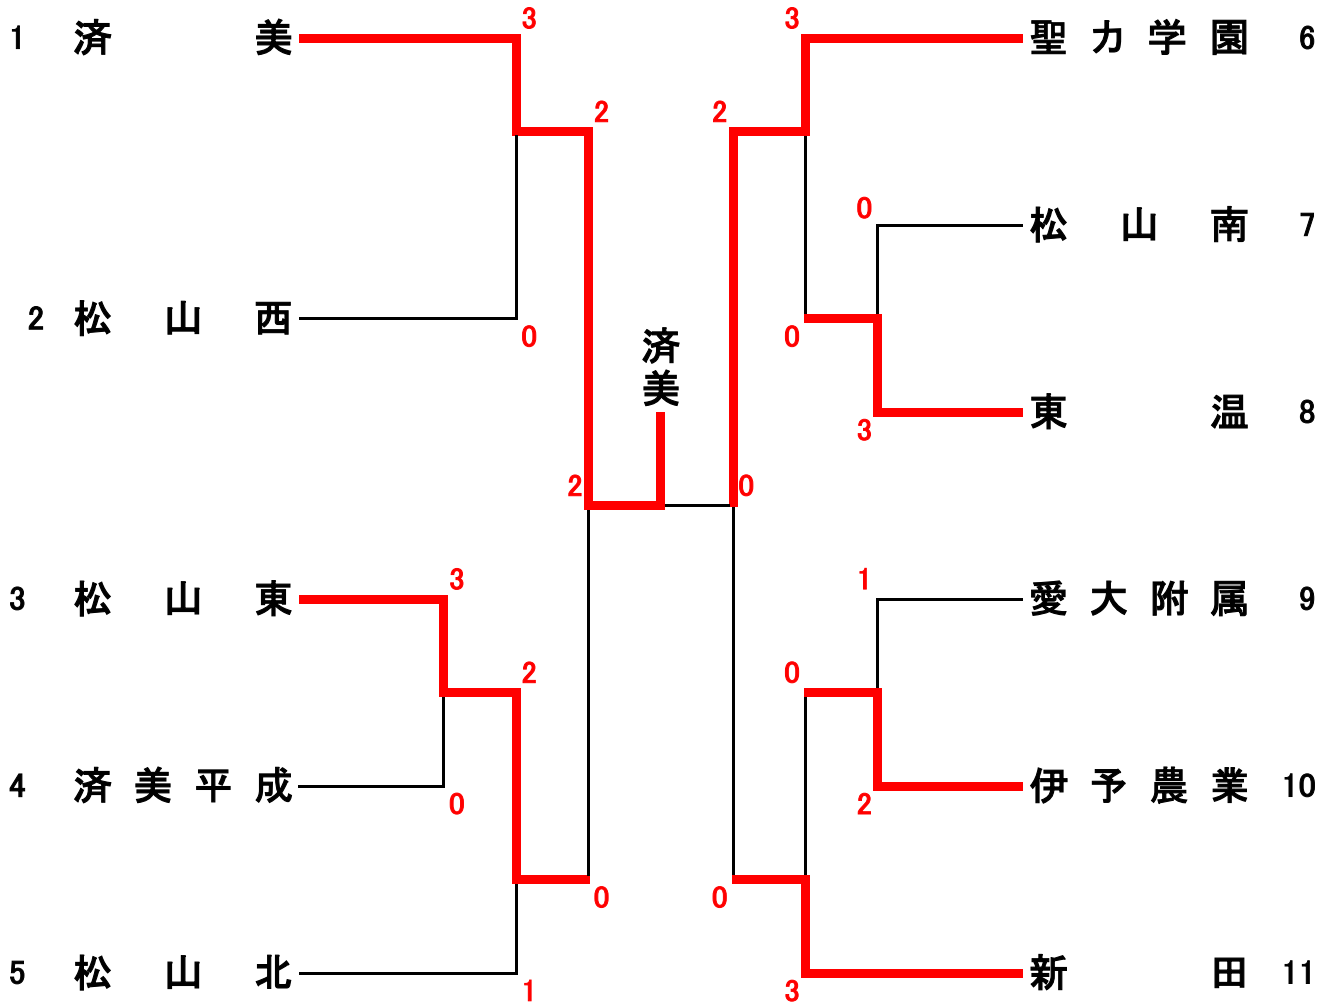 1 済美 3
2 松山西 0
2
3 松山東 3
4 済美平成 0
2
5 松山北 1
0
済美
2 0
3 聖カ学園 6
2
0 松山南 7
0
3 東温 8
1 愛大附属 9
0
2 伊予農業 10
0
3 新田 11